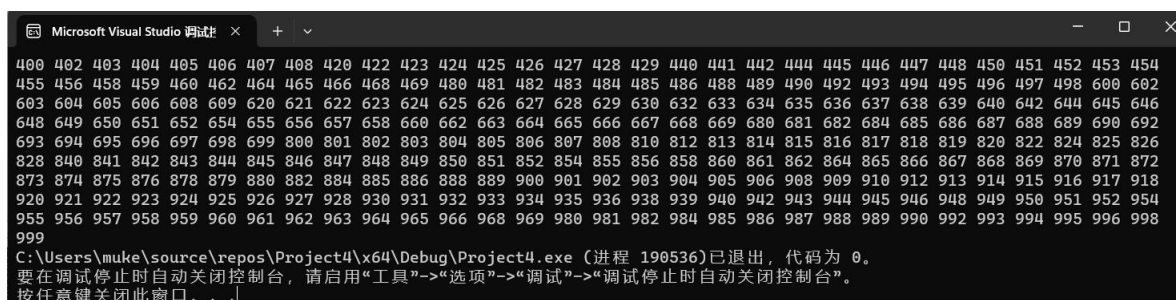 Microsoft Visual Studio 调试
400 402 403 404 405 406 407 408 420 422 423 424 425 426 427 428 429 440 441 442 444 445 446 447 448 450 451 452 453 454
455 456 458 459 460 462 464 465 466 468 469 480 481 482 483 484 485 486 488 489 490 492 493 494 495 496 497 498 600 602
603 604 605 606 608 609 620 621 622 623 624 625 626 627 628 629 630 632 633 634 635 636 637 638 639 640 642 644 645 646
648 649 650 651 652 654 655 656 657 658 660 662 663 664 665 666 667 668 669 680 681 682 684 685 686 687 688 689 690 692
693 694 695 696 697 698 699 800 801 802 803 804 805 806 807 808 810 812 813 814 815 816 817 818 819 820 822 824 825 826
828 840 841 842 843 844 845 846 847 848 849 850 851 852 854 855 856 858 860 861 862 864 865 866 867 868 869 870 871 872
873 874 875 876 878 879 880 882 884 885 886 888 889 900 901 902 903 904 905 906 908 909 910 912 913 914 915 916 917 918
920 921 922 923 924 925 926 927 928 930 931 932 933 934 935 936 938 939 940 942 943 944 945 946 948 949 950 951 952 954
955 956 957 958 959 960 961 962 963 964 965 966 968 969 980 981 982 984 985 986 987 988 989 990 992 993 994 995 996 998
999
C:\Users\muke\source\repos\Project4\x64\Debug\Project4.exe (进程 190536)已退出，代码为 0。
要在调试停止时自动关闭控制台，请启用“工具”->“选项”->“调试”->“调试停止时自动关闭控制台”。
按任意键关闭此窗口. . .